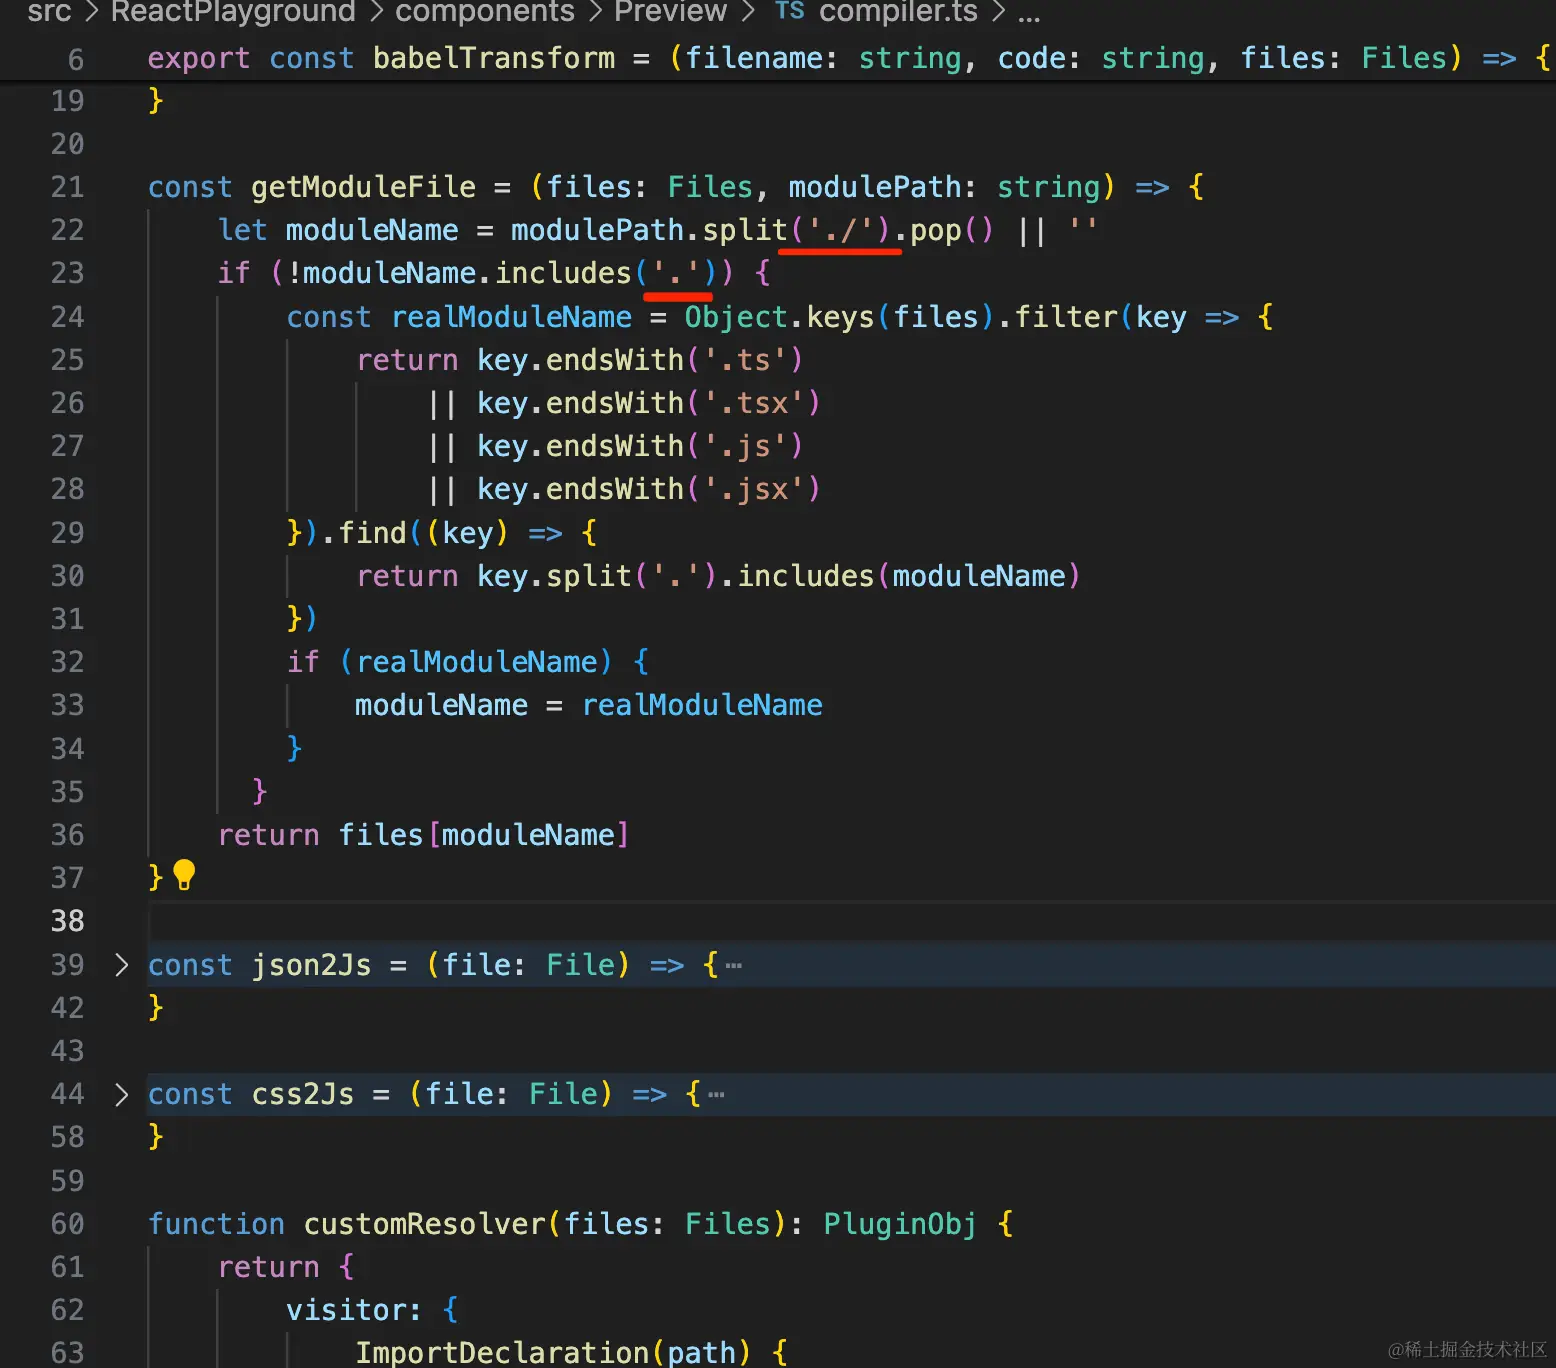 src > ReactPlayground > components > Preview > TS compiler.ts > ...
6 export const babelTransform = (filename: string, code: string, files: Files) => {
19 }
20
21 const getModuleFile = (files: Files, modulePath: string) => {
22 let moduleName = modulePath.split('./').pop() || ''
23 if (!moduleName.includes('.')) {
24 const realModuleName = Object.keys(files).filter(key => {
25 return key.endsWith('.ts')
26 || key.endsWith('.tsx')
27 || key.endsWith('.js')
28 || key.endsWith('.jsx')
29 }).find((key) => {
30 return key.split('.').includes(moduleName)
31 })
32 if (realModuleName) {
33 moduleName = realModuleName
34 }
35 }
36 return files[moduleName]
37 }
38
39 > const json2Js = (file: File) => {⋯
42 }
43
44 > const css2Js = (file: File) => {⋯
58 }
59
60 function customResolver(files: Files): PluginObj {
61 return {
62 visitor: {
63 ImportDeclaration(path) {
@稀土掘金技术社区